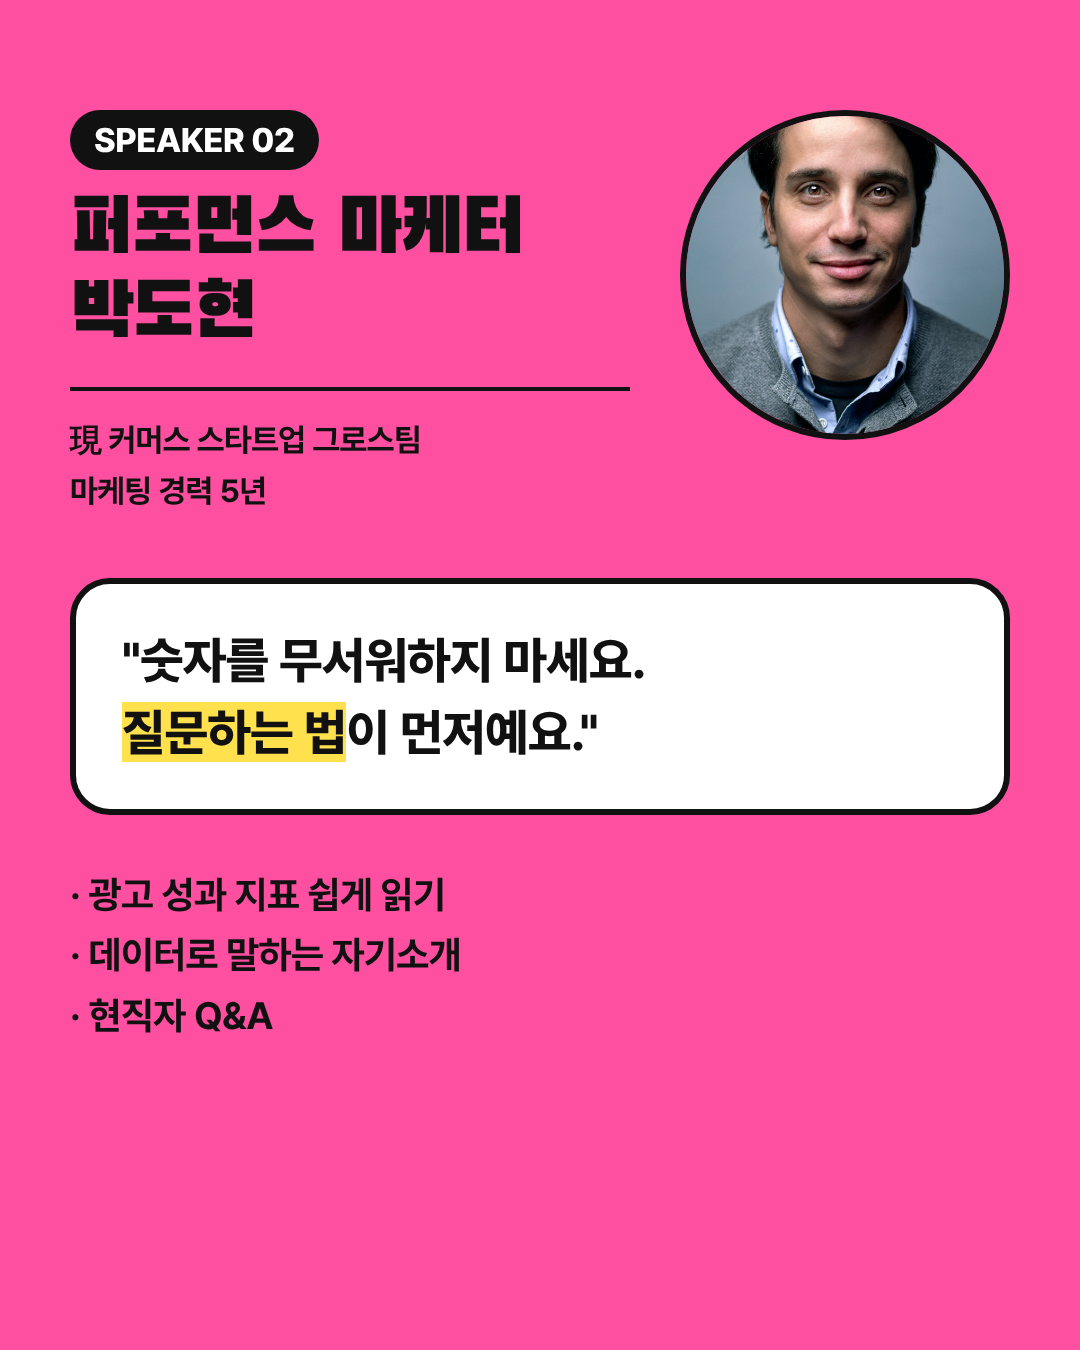 SPEAKER 02
퍼포먼스 마케터
박도현
現 커머스 스타트업 그로스팀
마케팅 경력 5년
"숫자를 무서워하지 마세요.
질문하는 법이 먼저예요."
· 광고 성과 지표 쉽게 읽기
· 데이터로 말하는 자기소개
· 현직자 Q&A